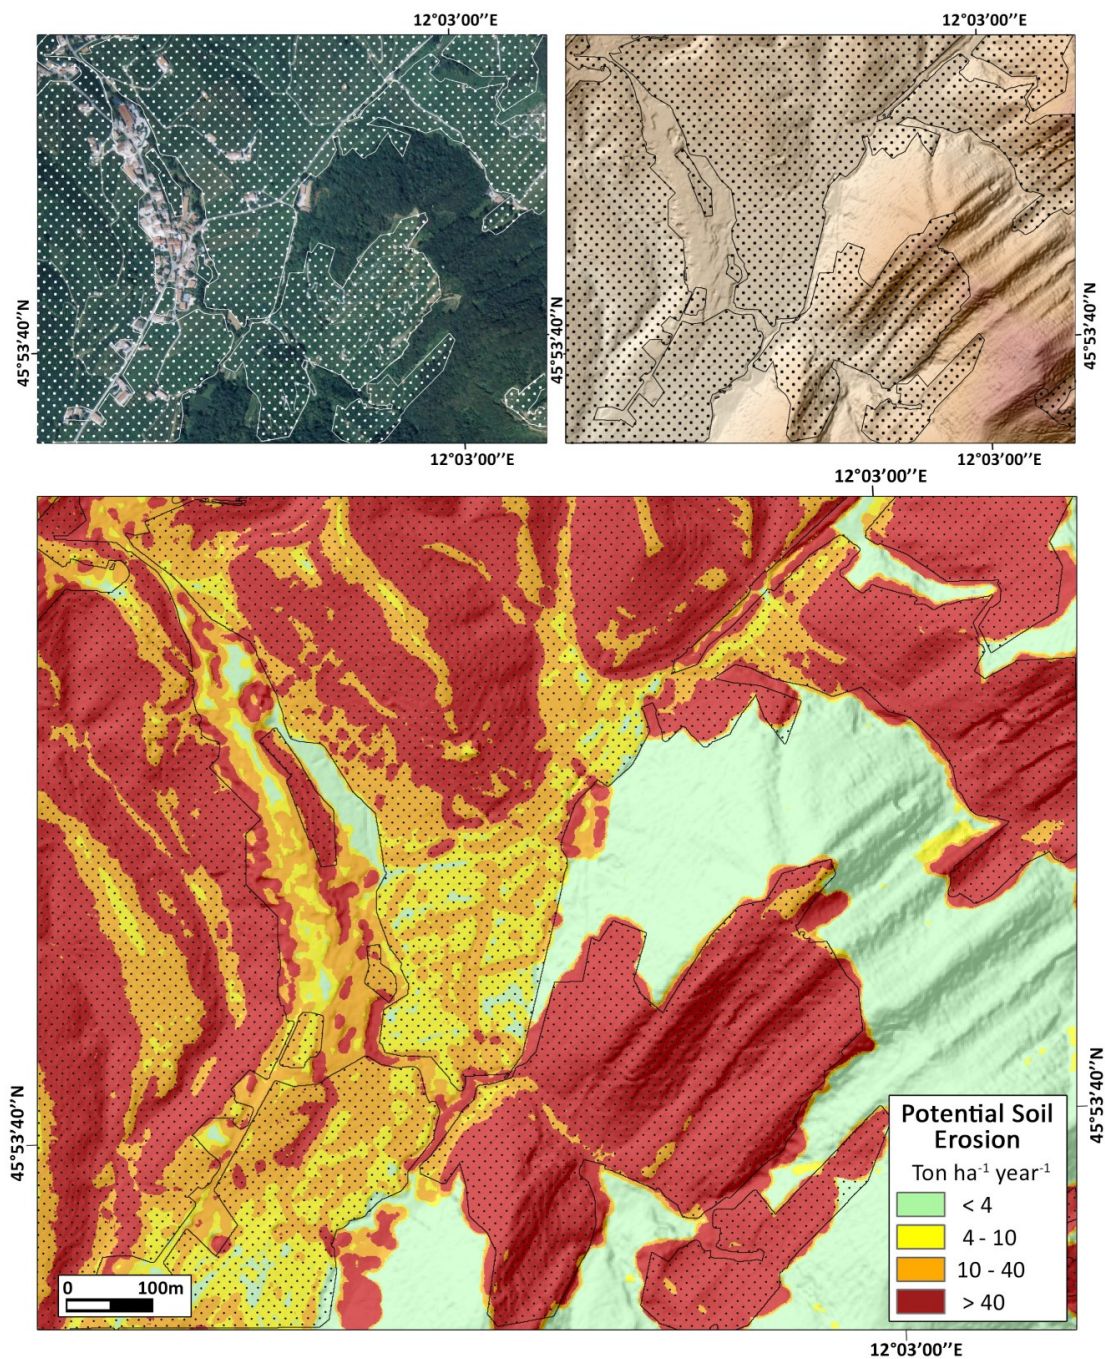 12°03′00′′E
12°03′00′′E
45°53′40′′N
45°53′40′′N
45°53′40′′N
12°03′00′′E
12°03′00′′E
12°03′00′′E
45°53′40′′N
45°53′40′′N
Potential Soil
Erosion
Ton ha⁻¹ year⁻¹
< 4
4 - 10
10 - 40
> 40
0 100m
12°03′00′′E